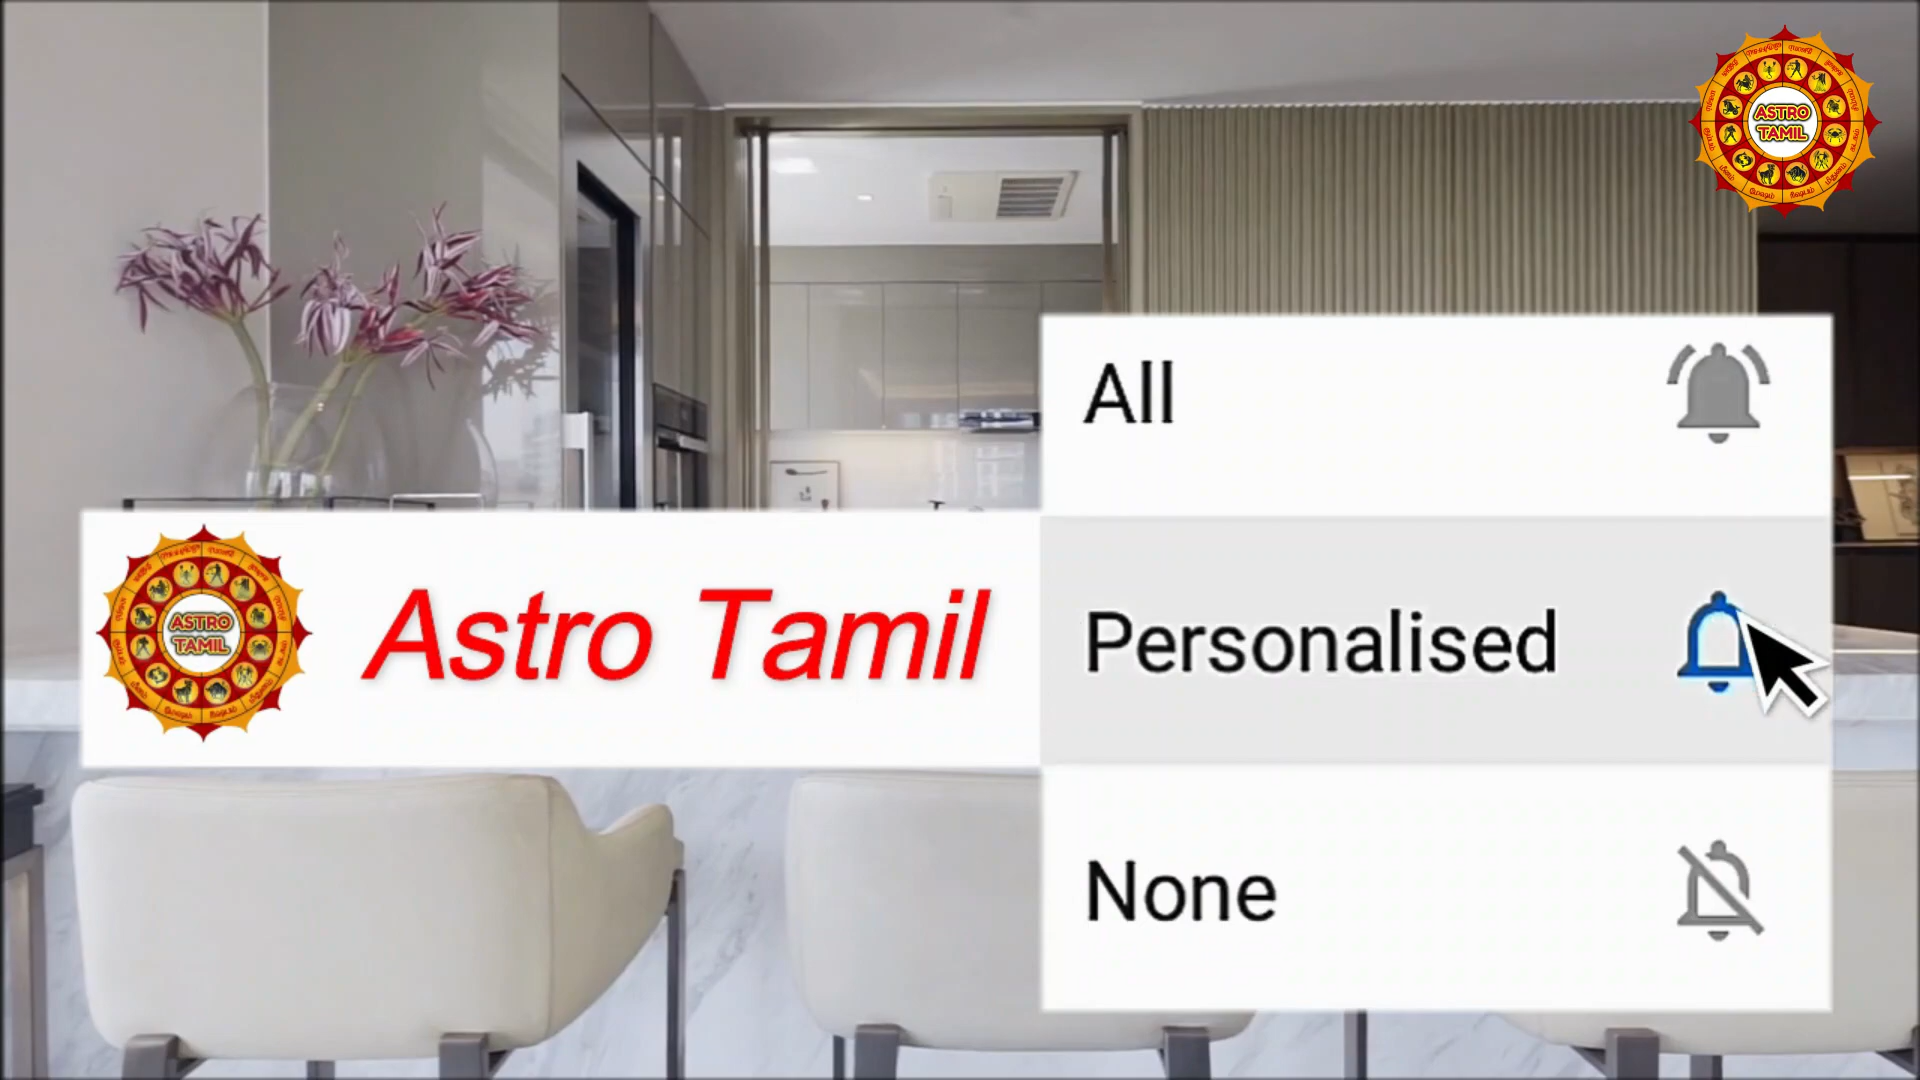 ASTRO
TAMIL
All
ASTRO
TAMIL
Astro Tamil
Personalised
None